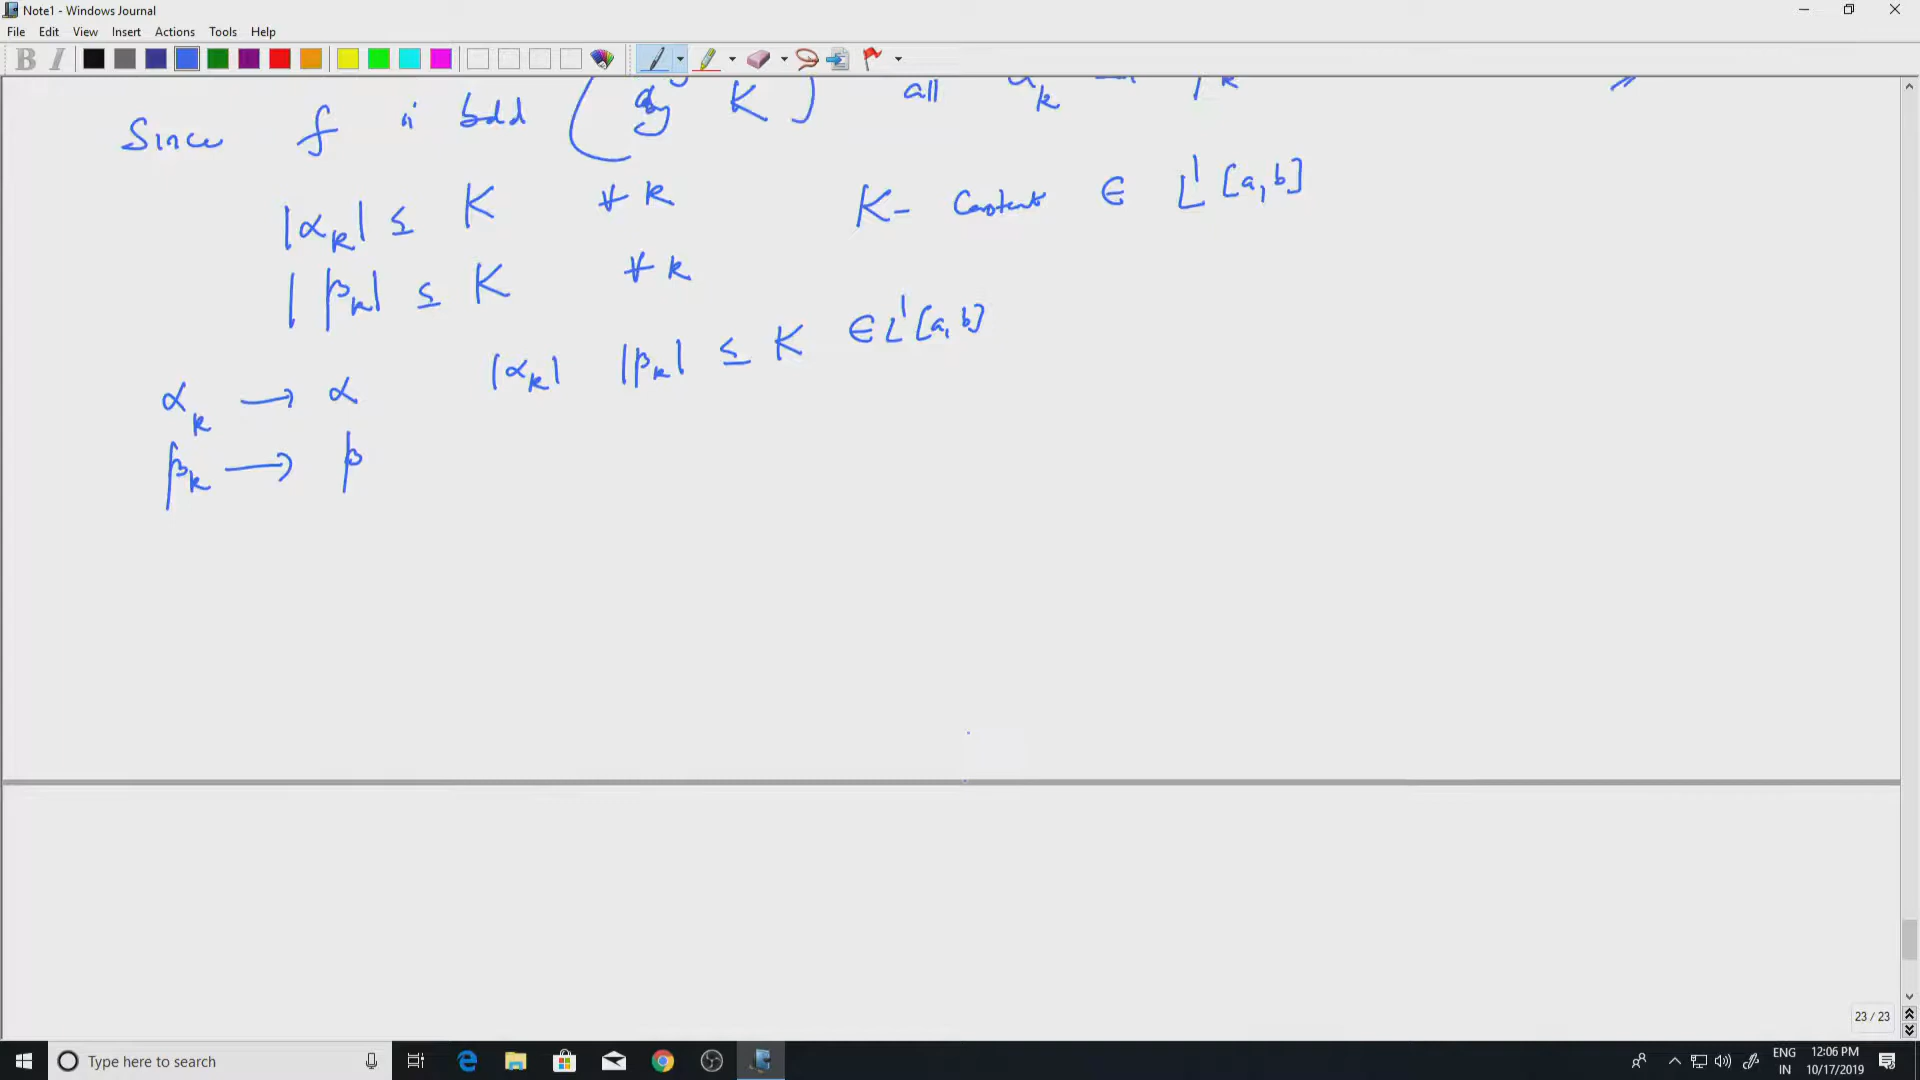 Note1 - Windows Journal
File Edit View Insert Actions Tools Help
B I
Since f is bdd (by K) all α_k β_k
|α_k| ≤ K ∀ k K - Constant ∈ L¹[a, b]
|β_k| ≤ K ∀ k
|α_k| |β_k| ≤ K ∈ L¹[a, b]
α_k → α
β_k → β
23 / 23
Type here to search
ENG
IN
12:06 PM
10/17/2019